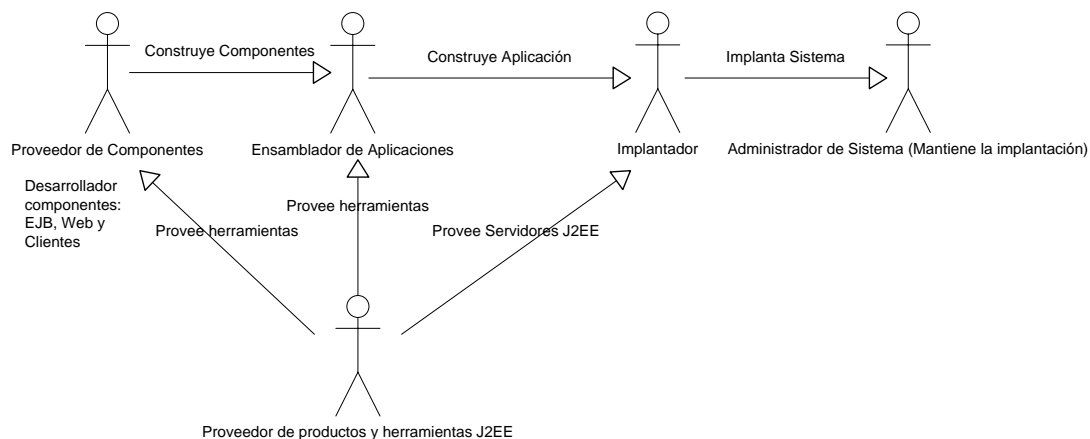 Construye Componentes
Construye Aplicación
Implanta Sistema
Proveedor de Componentes
Ensamblador de Aplicaciones
Implantador
Administrador de Sistema (Mantiene la implantación)
Desarrollador
componentes:
EJB, Web y
Clientes
Provee herramientas
Provee herramientas
Provee Servidores J2EE
Proveedor de productos y herramientas J2EE